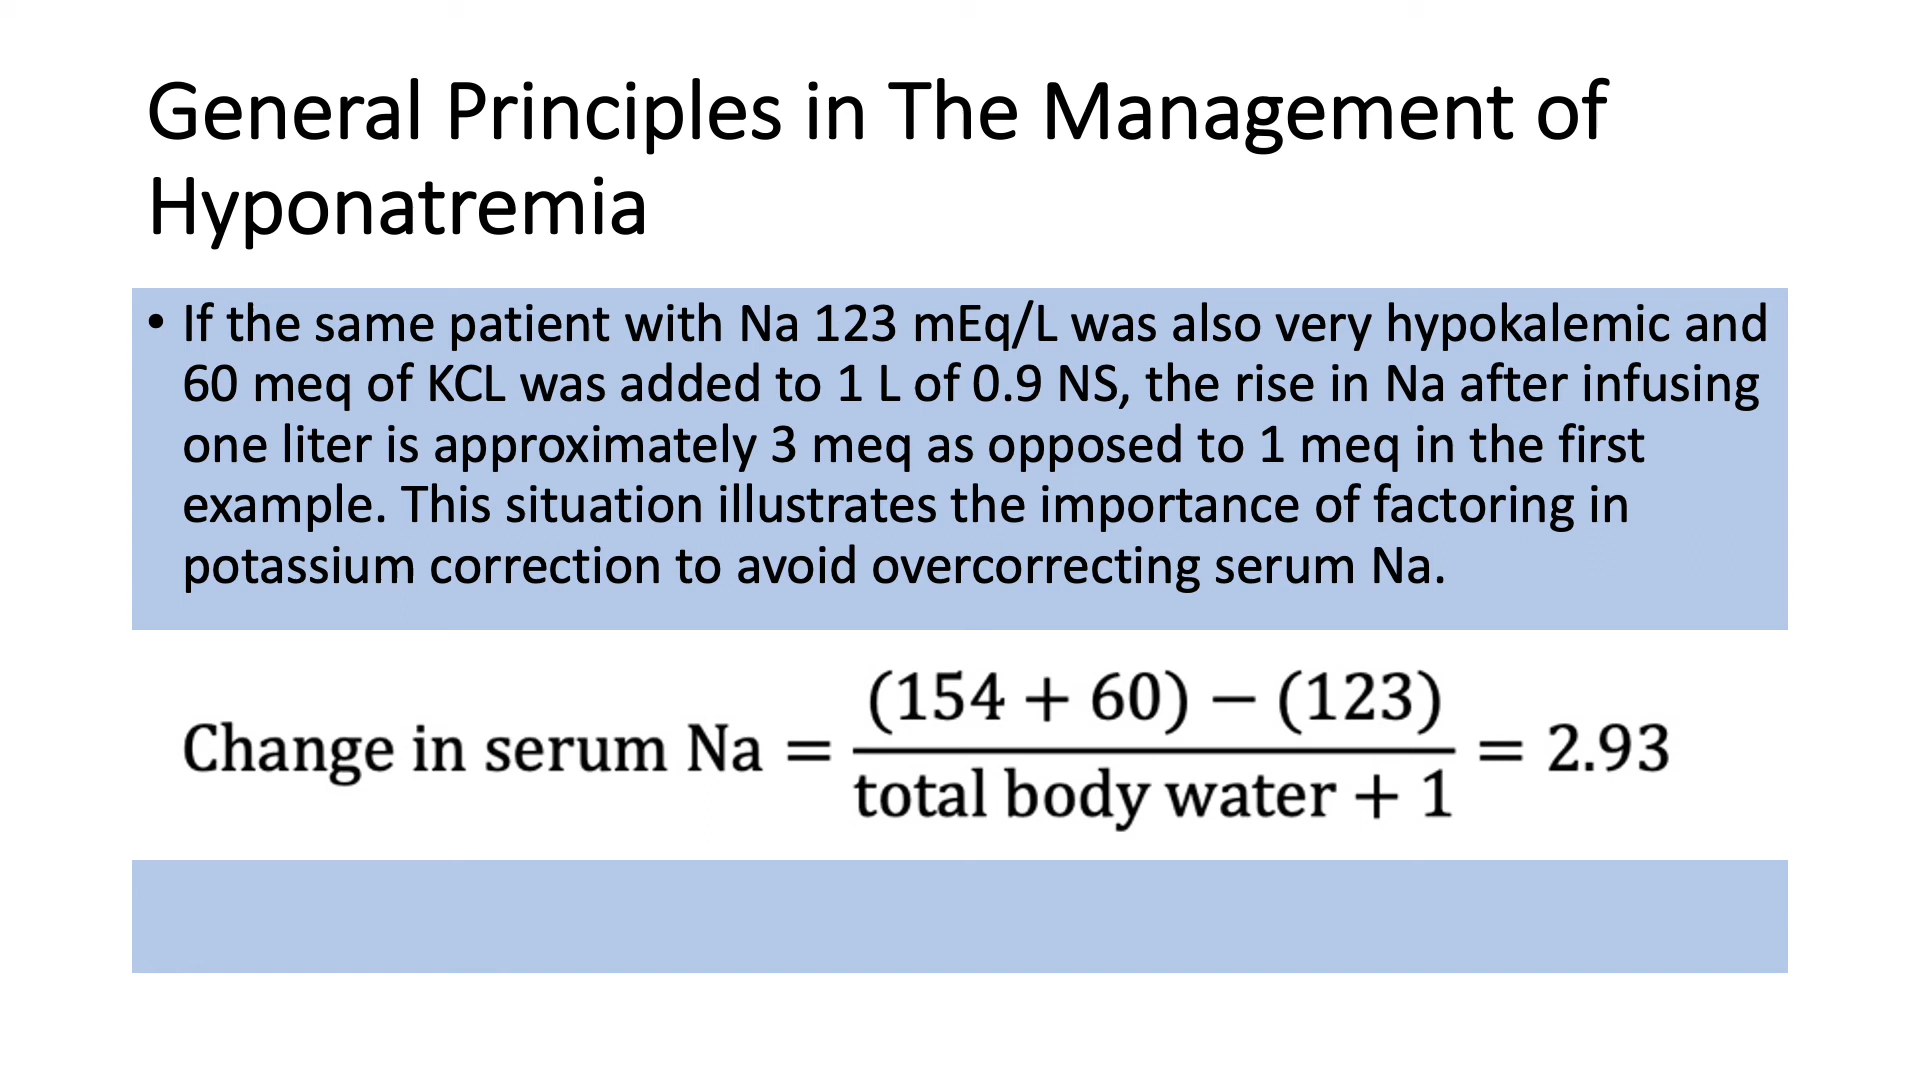 General Principles in The Management of
Hyponatremia
• If the same patient with Na 123 mEq/L was also very hypokalemic and
60 meq of KCL was added to 1 L of 0.9 NS, the rise in Na after infusing
one liter is approximately 3 meq as opposed to 1 meq in the first
example. This situation illustrates the importance of factoring in
potassium correction to avoid overcorrecting serum Na.
(154 + 60) − (123)
Change in serum Na = = 2.93
total body water + 1